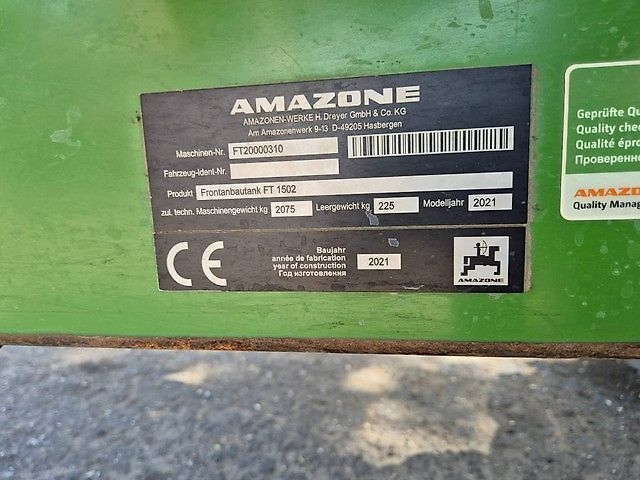 AMAZONE
AMAZONEN-WERKE H. Dreyer GmbH & Co. KG
Am Amazonenwerk 9-13 D-49205 Hasbergen
Maschinen-Nr. FT20000310
Fahrzeug-Ident-Nr.
Produkt Frontanbautank FT 1502
zul. techn. Maschinengewicht kg 2075 Leergewicht kg 225 Modelljahr 2021
CE
Baujahr
année de fabrication
year of construction
Год изготовления
2021
AMAZONE
Geprüfte Qu
Quality che
Qualité épro
Проверенно
AMAZO
Quality Manag